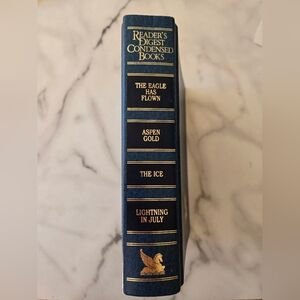 READER'S
DIGEST
CONDENSED
BOOKS
THE EAGLE
HAS
FLOWN
ASPEN
GOLD
THE ICE
LIGHTNING
IN JULY